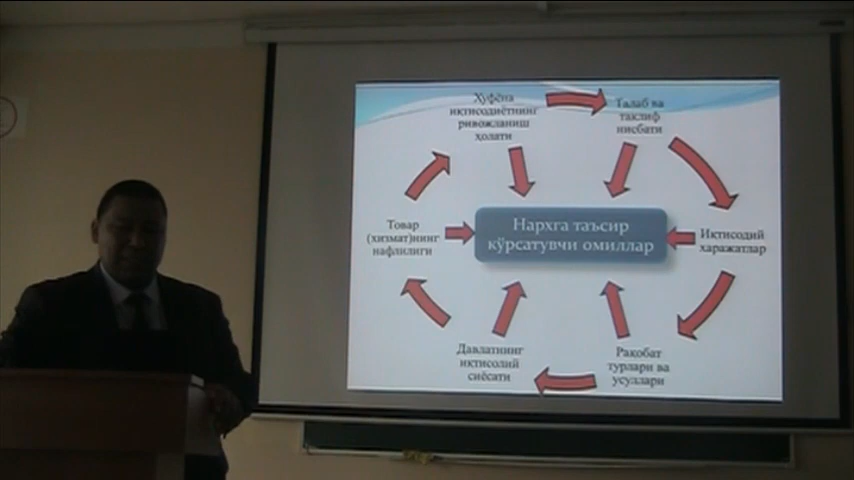 Хуфёна
иқтисодиётнинг
ривожланиш
ҳолати
Талаб ва
таклиф
нисбати
Иқтисодий
харажатлар
Рақобат
турлари ва
усуллари
Давлатнинг
иқтисодий
сиёсати
Товар
(хизмат)нинг
нафлилиги
Нархга таъсир
кўрсатувчи омиллар